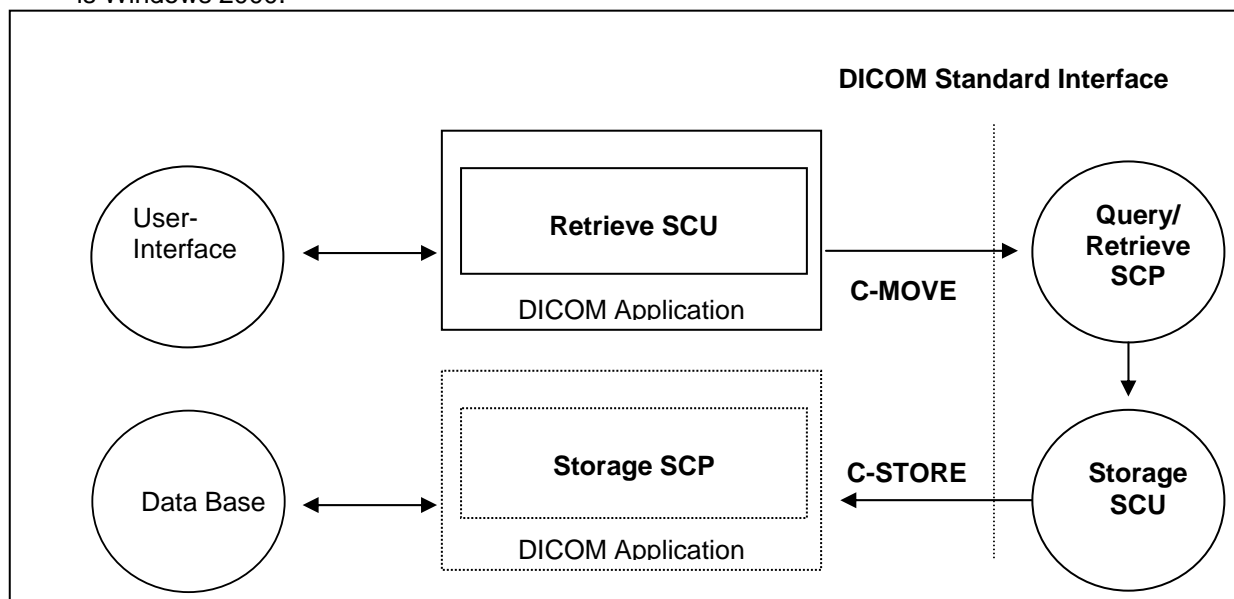 is Windows 2000.
DICOM Standard Interface
User-
Interface
Retrieve SCU
DICOM Application
C-MOVE
Query/
Retrieve
SCP
Data Base
Storage SCP
DICOM Application
C-STORE
Storage
SCU